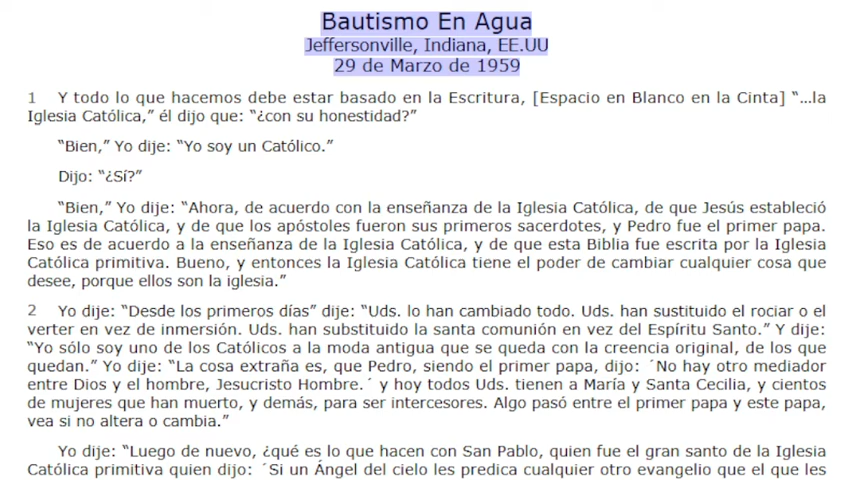 Bautismo En Agua
Jeffersonville, Indiana, EE.UU
29 de Marzo de 1959
1 Y todo lo que hacemos debe estar basado en la Escritura, [Espacio en Blanco en la Cinta] “...la
Iglesia Católica,” él dijo que: “¿con su honestidad?”
“Bien,” Yo dije: “Yo soy un Católico.”
Dijo: “¿Sí?”
“Bien,” Yo dije: “Ahora, de acuerdo con la enseñanza de la Iglesia Católica, de que Jesús estableció
la Iglesia Católica, y de que los apóstoles fueron sus primeros sacerdotes, y Pedro fue el primer papa.
Eso es de acuerdo a la enseñanza de la Iglesia Católica, y de que esta Biblia fue escrita por la Iglesia
Católica primitiva. Bueno, y entonces la Iglesia Católica tiene el poder de cambiar cualquier cosa que
desee, porque ellos son la iglesia.”
2 Yo dije: “Desde los primeros días” dije: “Uds. lo han cambiado todo. Uds. han sustituido el rociar o el
verter en vez de inmersión. Uds. han substituido la santa comunión en vez del Espíritu Santo.” Y dije:
“Yo sólo soy uno de los Católicos a la moda antigua que se queda con la creencia original, de los que
quedan.” Yo dije: “La cosa extraña es, que Pedro, siendo el primer papa, dijo: ´No hay otro mediador
entre Dios y el hombre, Jesucristo Hombre.´ y hoy todos Uds. tienen a María y Santa Cecilia, y cientos
de mujeres que han muerto, y demás, para ser intercesores. Algo pasó entre el primer papa y este papa,
vea si no altera o cambia.”
Yo dije: “Luego de nuevo, ¿qué es lo que hacen con San Pablo, quien fue el gran santo de la Iglesia
Católica primitiva quien dijo: ´Si un Ángel del cielo les predica cualquier otro evangelio que el que les